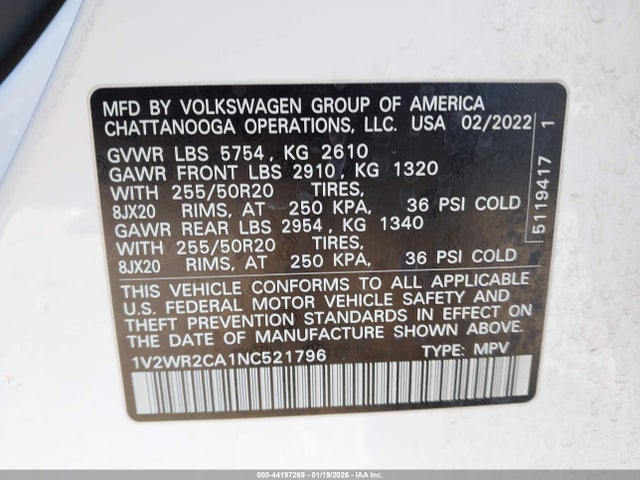 MFD BY VOLKSWAGEN GROUP OF AMERICA
CHATTANOOGA OPERATIONS, LLC. USA 02/2022
GVWR LBS 5754 , KG 2610
GAWR FRONT LBS 2910 , KG 1320
WITH 255/50R20 TIRES,
8JX20 RIMS, AT 250 KPA, 36 PSI COLD
GAWR REAR LBS 2954 , KG 1340
WITH 255/50R20 TIRES,
8JX20 RIMS, AT 250 KPA, 36 PSI COLD
THIS VEHICLE CONFORMS TO ALL APPLICABLE
U.S. FEDERAL MOTOR VEHICLE SAFETY AND
THEFT PREVENTION STANDARDS IN EFFECT ON
THE DATE OF MANUFACTURE SHOWN ABOVE.
1V2WR2CA1NC521796 TYPE: MPV
5119417 1
000-44197269 - 01/19/2026 - IAA Inc.